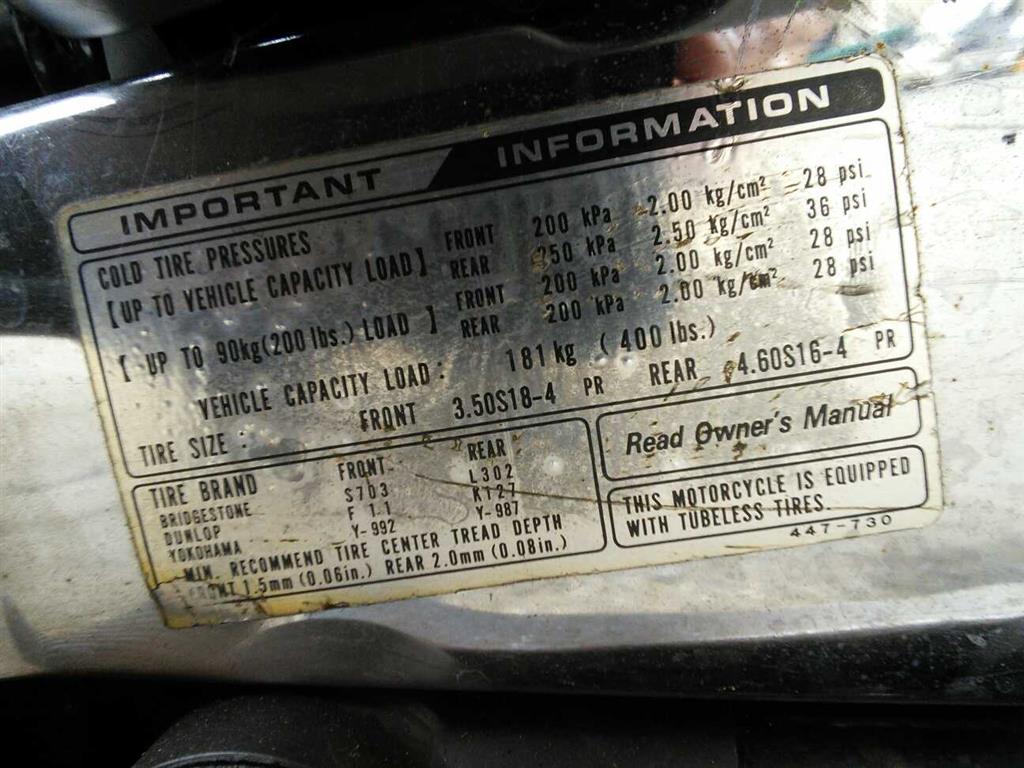 IMPORTANT INFORMATION
COLD TIRE PRESSURES
[UP TO VEHICLE CAPACITY LOAD] FRONT 200 kPa 2.00 kg/cm² 28 psi
REAR 250 kPa 2.50 kg/cm² 36 psi
[UP TO 90kg(200 lbs.) LOAD] FRONT 200 kPa 2.00 kg/cm² 28 psi
REAR 200 kPa 2.00 kg/cm² 28 psi
VEHICLE CAPACITY LOAD: 181kg (400 lbs.)
TIRE SIZE: FRONT 3.50S18-4 PR REAR 4.60S16-4 PR
TIRE BRAND FRONT REAR
BRIDGESTONE S703 L302
DUNLOP F 11 K127
YOKOHAMA Y-992 Y-987
MIN. RECOMMEND TIRE CENTER TREAD DEPTH
FRONT 1.5mm (0.06in.) REAR 2.0mm (0.08in.)
Read Owner's Manual
THIS MOTORCYCLE IS EQUIPPED
WITH TUBELESS TIRES.
447-730